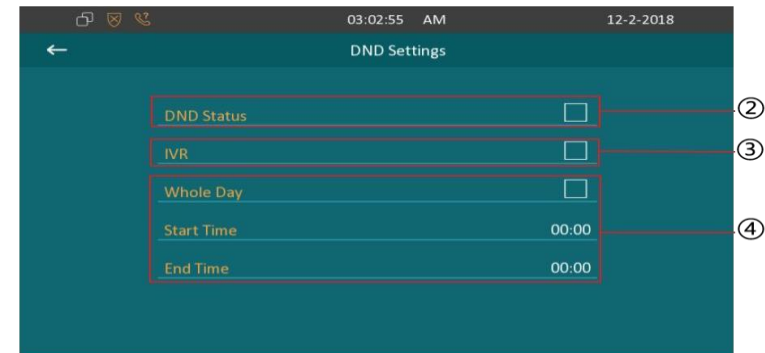 03:02:55 AM 12-2-2018
DND Settings
DND Status ②
IVR ③
Whole Day
Start Time 00:00 ④
End Time 00:00